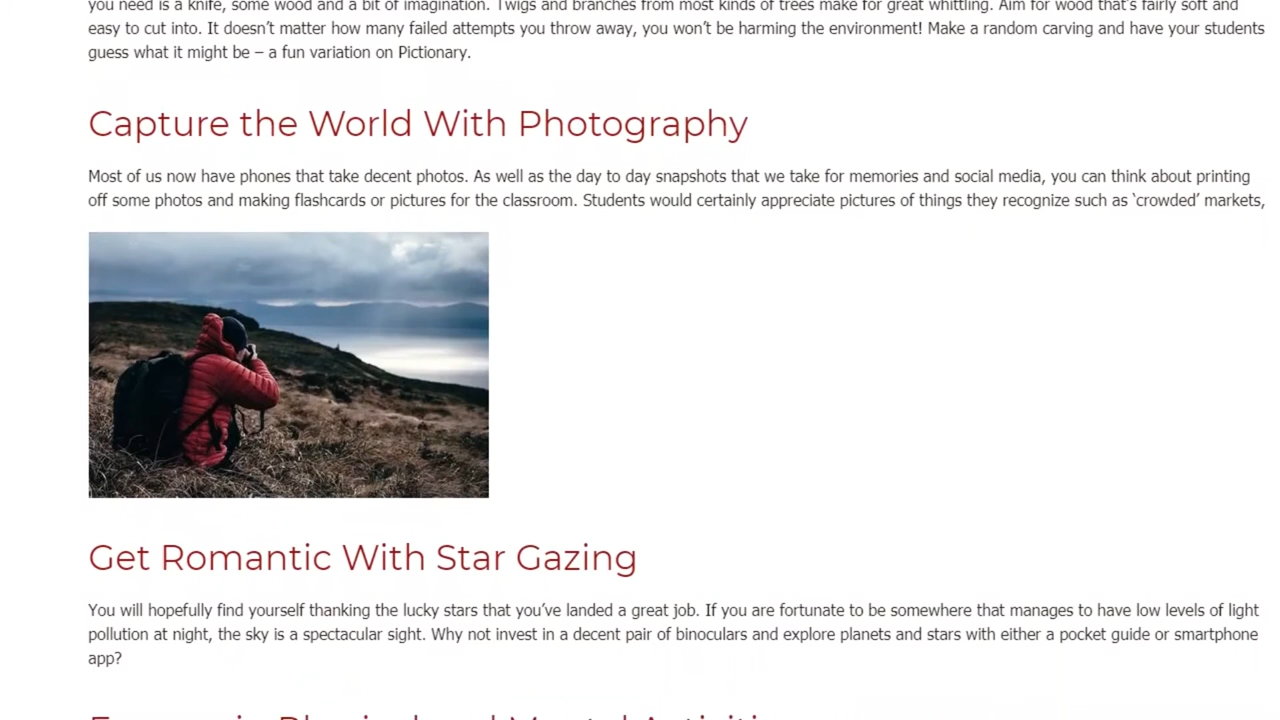 you need is a knife, some wood and a bit of imagination. Twigs and branches from most kinds of trees make for great whittling. Aim for wood that's fairly soft and
easy to cut into. It doesn’t matter how many failed attempts you throw away, you won’t be harming the environment! Make a random carving and have your students
guess what it might be – a fun variation on Pictionary.
Capture the World With Photography
Most of us now have phones that take decent photos. As well as the day to day snapshots that we take for memories and social media, you can think about printing
off some photos and making flashcards or pictures for the classroom. Students would certainly appreciate pictures of things they recognize such as ‘crowded’ markets,
Get Romantic With Star Gazing
You will hopefully find yourself thanking the lucky stars that you’ve landed a great job. If you are fortunate to be somewhere that manages to have low levels of light
pollution at night, the sky is a spectacular sight. Why not invest in a decent pair of binoculars and explore planets and stars with either a pocket guide or smartphone
app?